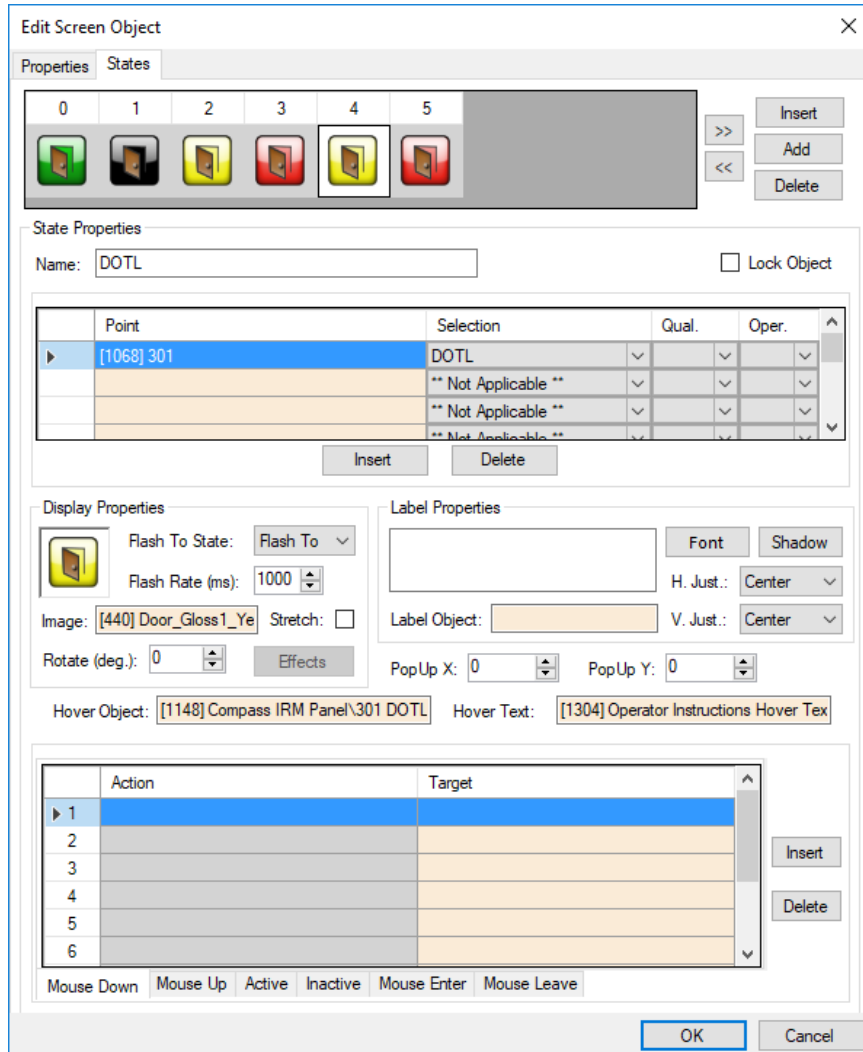 Edit Screen Object
Properties States
0 1 2 3 4 5
>>
<<
Insert
Add
Delete
State Properties
Name: DOTL
Lock Object
Point Selection Qual. Oper.
[1068] 301 DOTL
** Not Applicable **
** Not Applicable **
** Not Applicable **
Insert Delete
Display Properties
Flash To State: Flash To
Flash Rate (ms): 1000
Image: [440] Door_Gloss1_Ye Stretch:
Rotate (deg.): 0 Effects
Label Properties
Font Shadow
H. Just.: Center
Label Object: V. Just.: Center
PopUp X: 0 PopUp Y: 0
Hover Object: [1148] Compass IRM Panel\301 DOTL Hover Text: [1304] Operator Instructions Hover Tex
Action Target
1
2
3
4
5
6
Insert
Delete
Mouse Down Mouse Up Active Inactive Mouse Enter Mouse Leave
OK Cancel